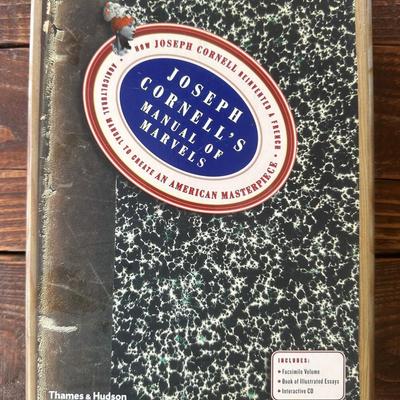 • HOW JOSEPH CORNELL REINVENTED A FRENCH
AGRICULTURAL MANUAL TO CREATE AN AMERICAN MASTERPIECE •
JOSEPH
CORNELL'S
MANUAL OF
MARVELS
INCLUDES:
• Facsimile Volume
• Book of Illustrated Essays
• Interactive CD
Thames & Hudson